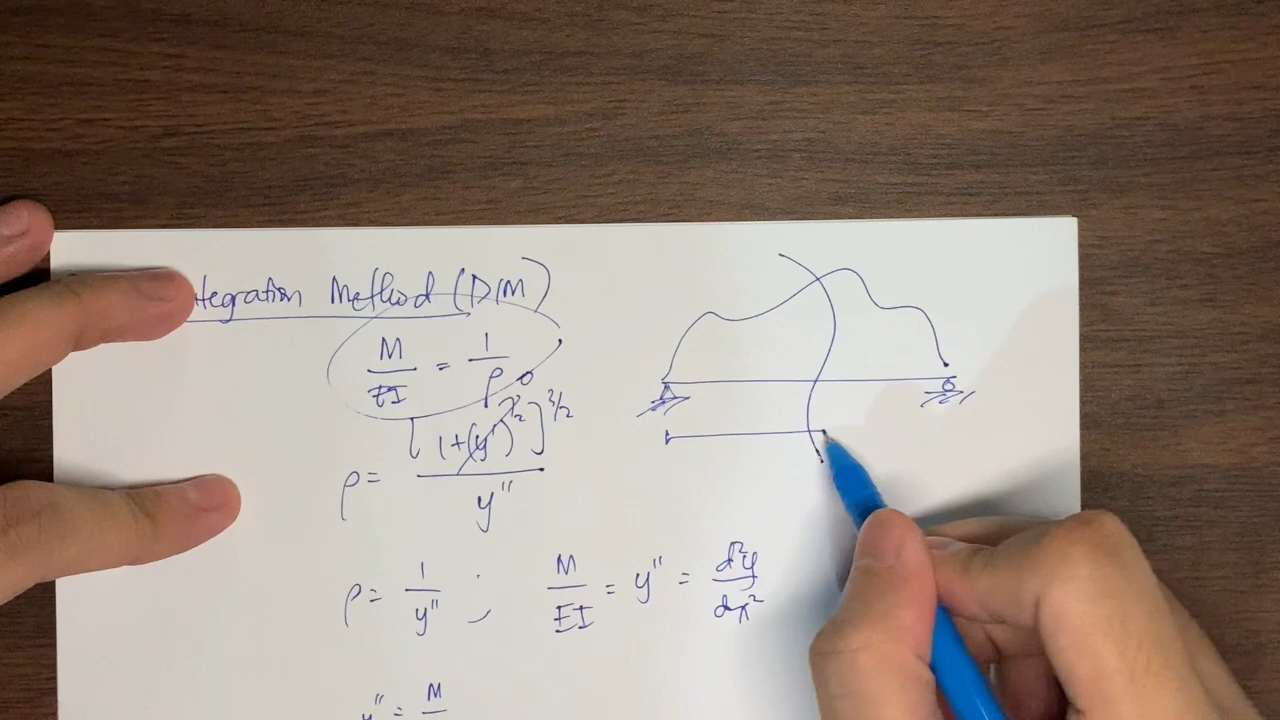 tegration Method (DIM)
M/EI = 1/ρ
ρ = [1+(y')²]^3/2 / y''
ρ = 1/y'' ; M/EI = y'' = d²y/dx²
y'' = M